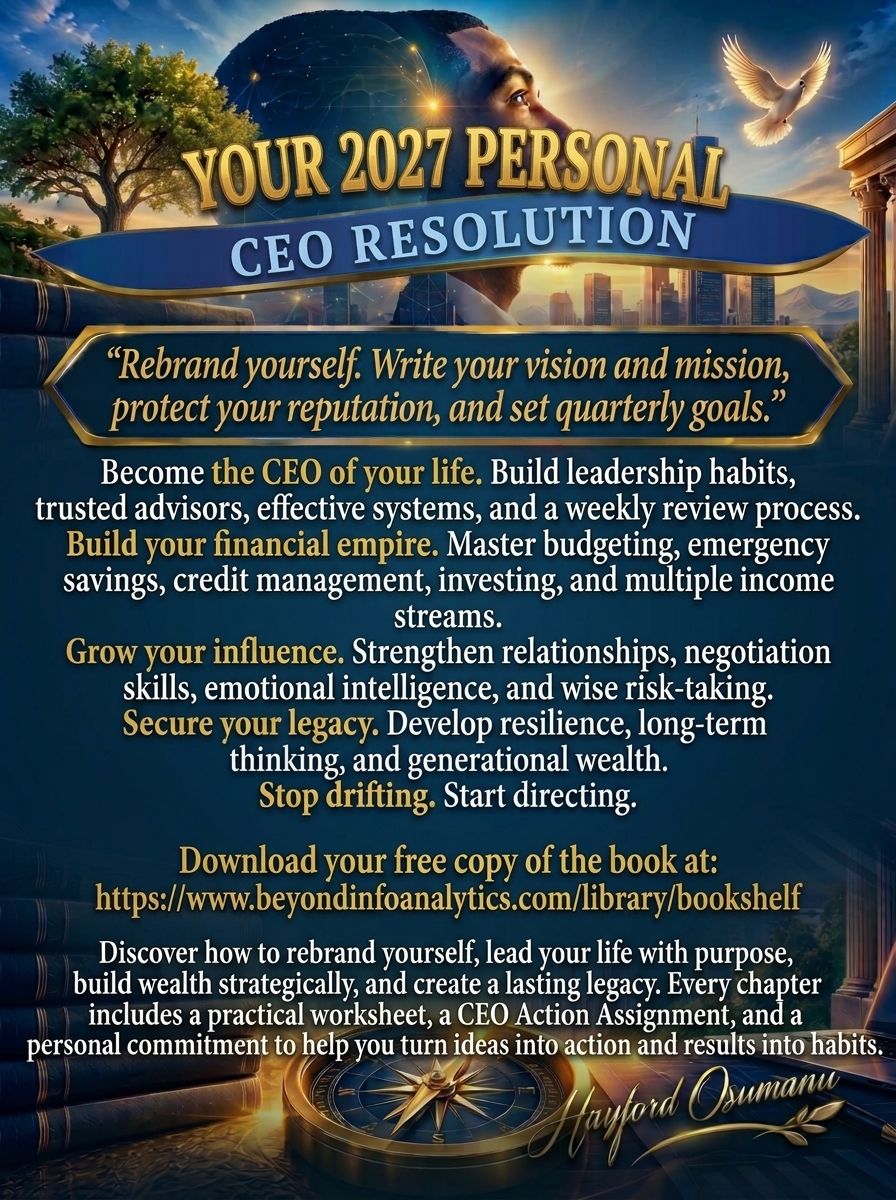 YOUR 2027 PERSONAL
CEO RESOLUTION
“Rebrand yourself. Write your vision and mission,
protect your reputation, and set quarterly goals.”
Become the CEO of your life. Build leadership habits,
trusted advisors, effective systems, and a weekly review process.
Build your financial empire. Master budgeting, emergency
savings, credit management, investing, and multiple income
streams.
Grow your influence. Strengthen relationships, negotiation
skills, emotional intelligence, and wise risk-taking.
Secure your legacy. Develop resilience, long-term
thinking, and generational wealth.
Stop drifting. Start directing.
Download your free copy of the book at:
https://www.beyondinfoanalytics.com/library/bookshelf
Discover how to rebrand yourself, lead your life with purpose,
build wealth strategically, and create a lasting legacy. Every chapter
includes a practical worksheet, a CEO Action Assignment, and a
personal commitment to help you turn ideas into action and results into habits.
Hayford Osumanu